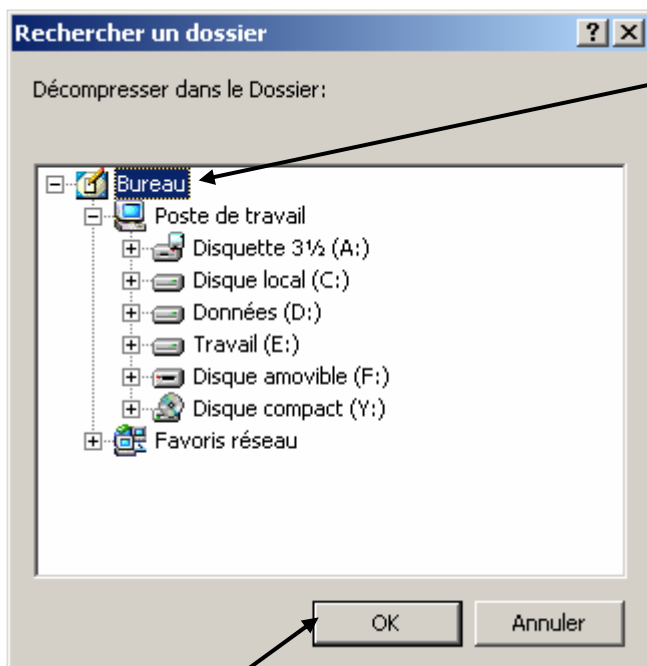 Rechercher un dossier
Décompresser dans le Dossier:
Bureau
Poste de travail
Disquette 3½ (A:)
Disque local (C:)
Données (D:)
Travail (E:)
Disque amovible (F:)
Disque compact (Y:)
Favoris réseau
OK Annuler